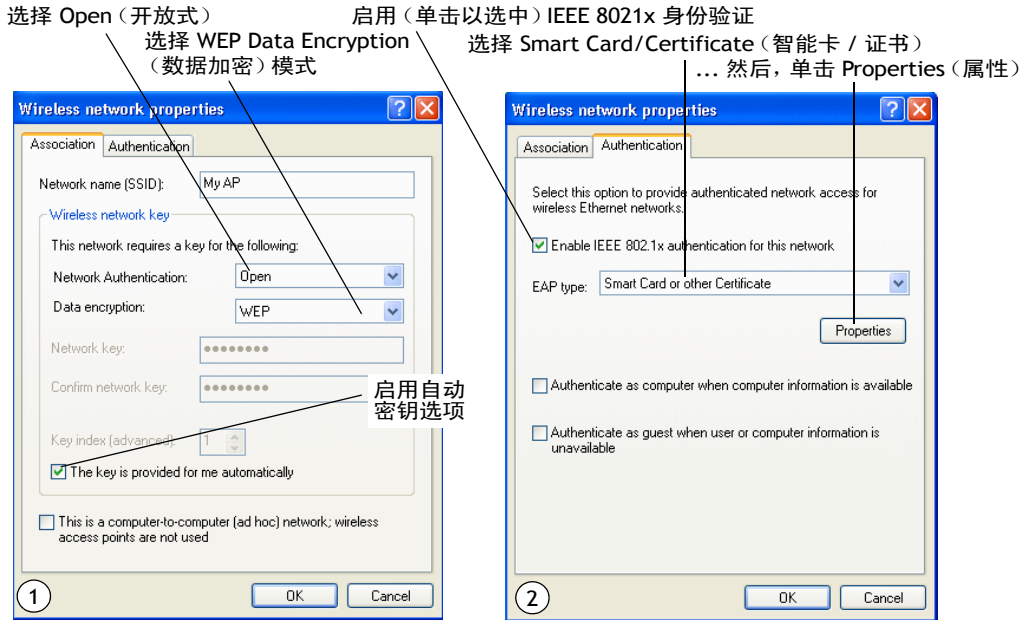 选择 Open（开放式）
选择 WEP Data Encryption
（数据加密）模式
启用（单击以选中）IEEE 8021x 身份验证
选择 Smart Card/Certificate（智能卡 / 证书）
... 然后，单击 Properties（属性）
Wireless network properties
Association Authentication
Network name (SSID): My AP
Wireless network key
This network requires a key for the following:
Network Authentication: Open
Data encryption: WEP
Network key: ●●●●●●●●
Confirm network key: ●●●●●●●●
启用自动
密钥选项
Key index (advanced): 1
The key is provided for me automatically
This is a computer-to-computer (ad hoc) network; wireless
access points are not used
1
OK Cancel
Wireless network properties
Association Authentication
Select this option to provide authenticated network access for
wireless Ethernet networks.
Enable IEEE 802.1x authentication for this network
EAP type: Smart Card or other Certificate
Properties
Authenticate as computer when computer information is available
Authenticate as guest when user or computer information is
unavailable
2
OK Cancel